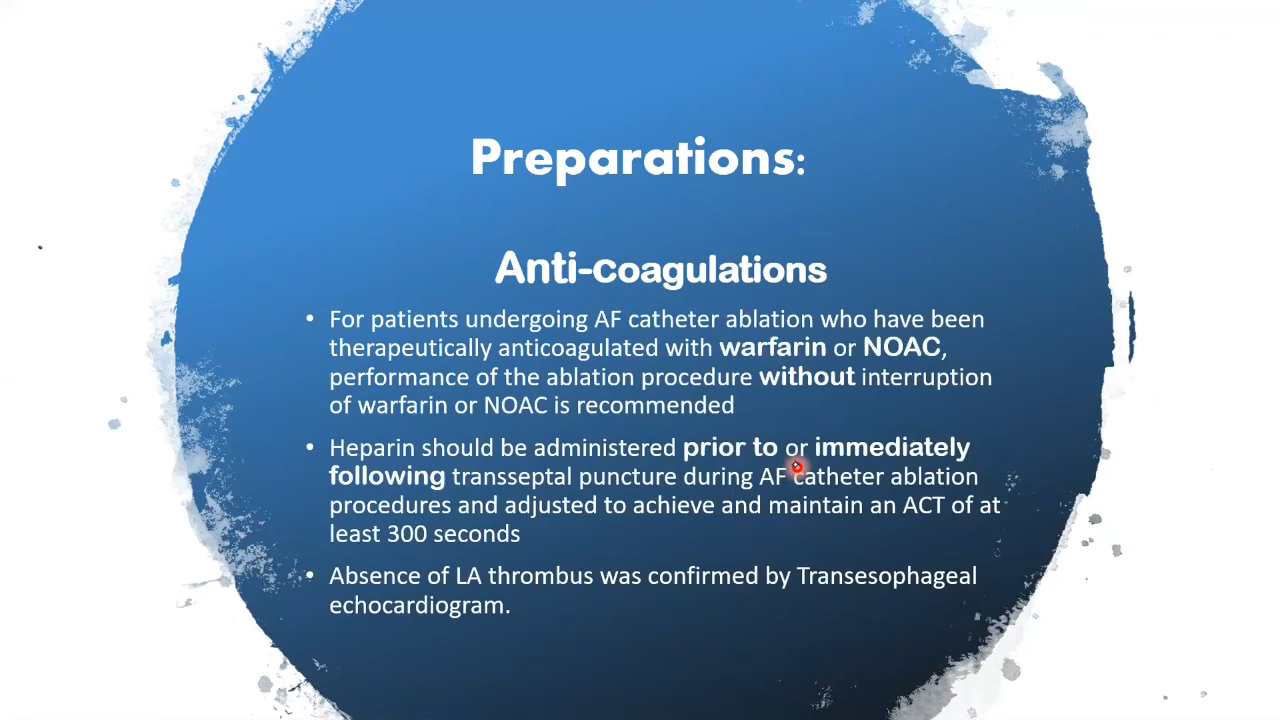 Preparations:
Anti-Coagulations
• For patients undergoing AF catheter ablation who have been
therapeutically anticoagulated with warfarin or NOAC,
performance of the ablation procedure without interruption
of warfarin or NOAC is recommended
• Heparin should be administered prior to or immediately
following transseptal puncture during AF catheter ablation
procedures and adjusted to achieve and maintain an ACT of at
least 300 seconds
• Absence of LA thrombus was confirmed by Transesophageal
echocardiogram.